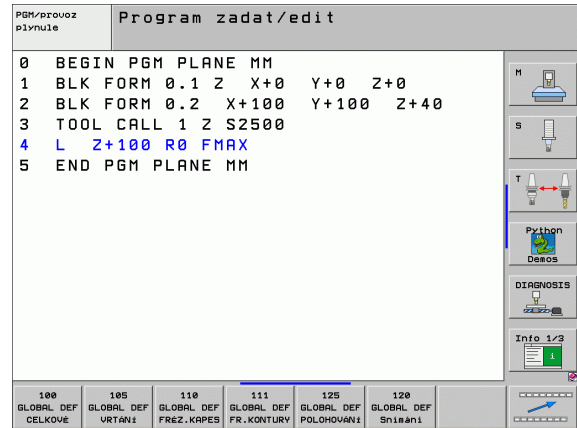 PGM/provoz
plynule
Program zadat/edit
0 BEGIN PGM PLANE MM
1 BLK FORM 0.1 Z X+0 Y+0 Z+0
2 BLK FORM 0.2 X+100 Y+100 Z+40
3 TOOL CALL 1 Z S2500
4 L Z+100 R0 FMAX
5 END PGM PLANE MM
M
S
T
Python
Demos
DIAGNOSIS
Info 1/3
i
100
GLOBAL DEF
CELKOVé
105
GLOBAL DEF
VRTáNí
110
GLOBAL DEF
FRéZ.KAPES
111
GLOBAL DEF
FR.KONTURY
125
GLOBAL DEF
POLOHOVáNí
120
GLOBAL DEF
Snímání